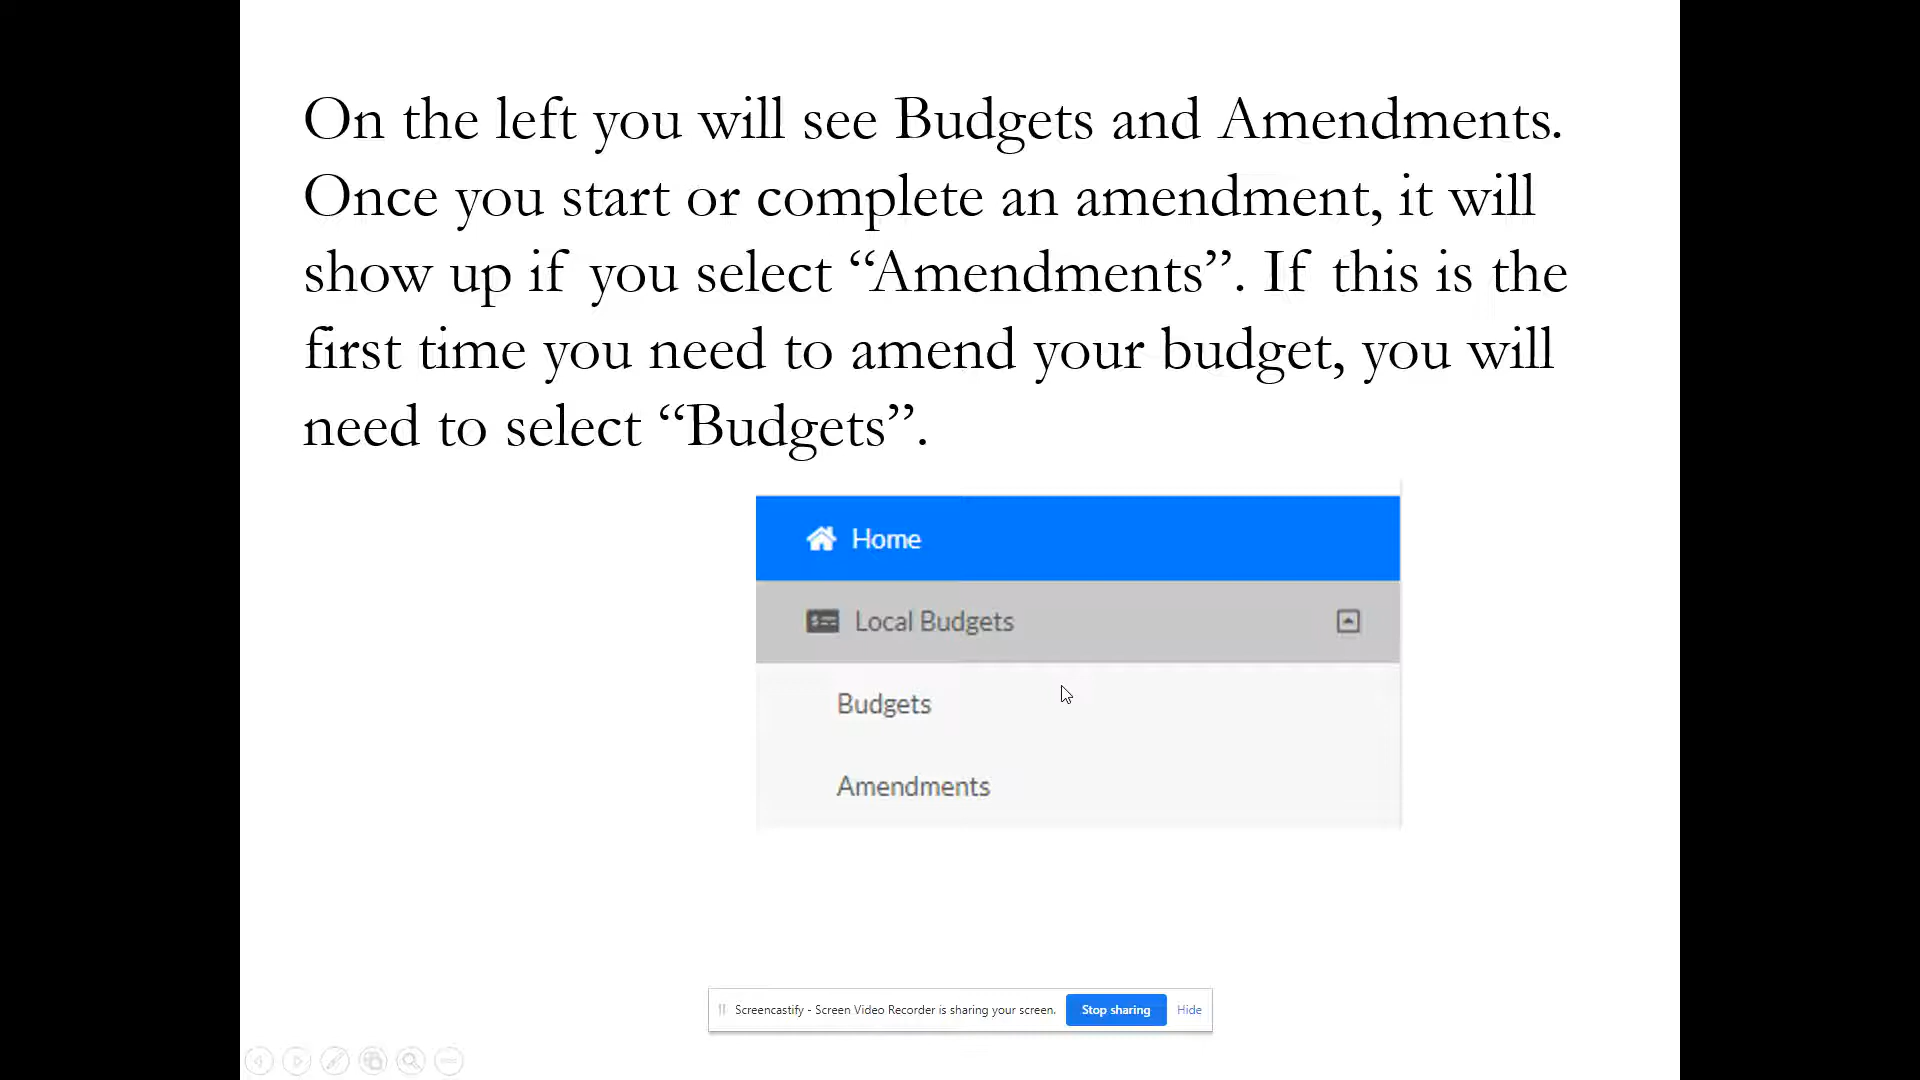 On the left you will see Budgets and Amendments.
Once you start or complete an amendment, it will
show up if you select “Amendments”. If this is the
first time you need to amend your budget, you will
need to select “Budgets”.
Home
Local Budgets
Budgets
Amendments
Screencastify - Screen Video Recorder is sharing your screen. Stop sharing Hide